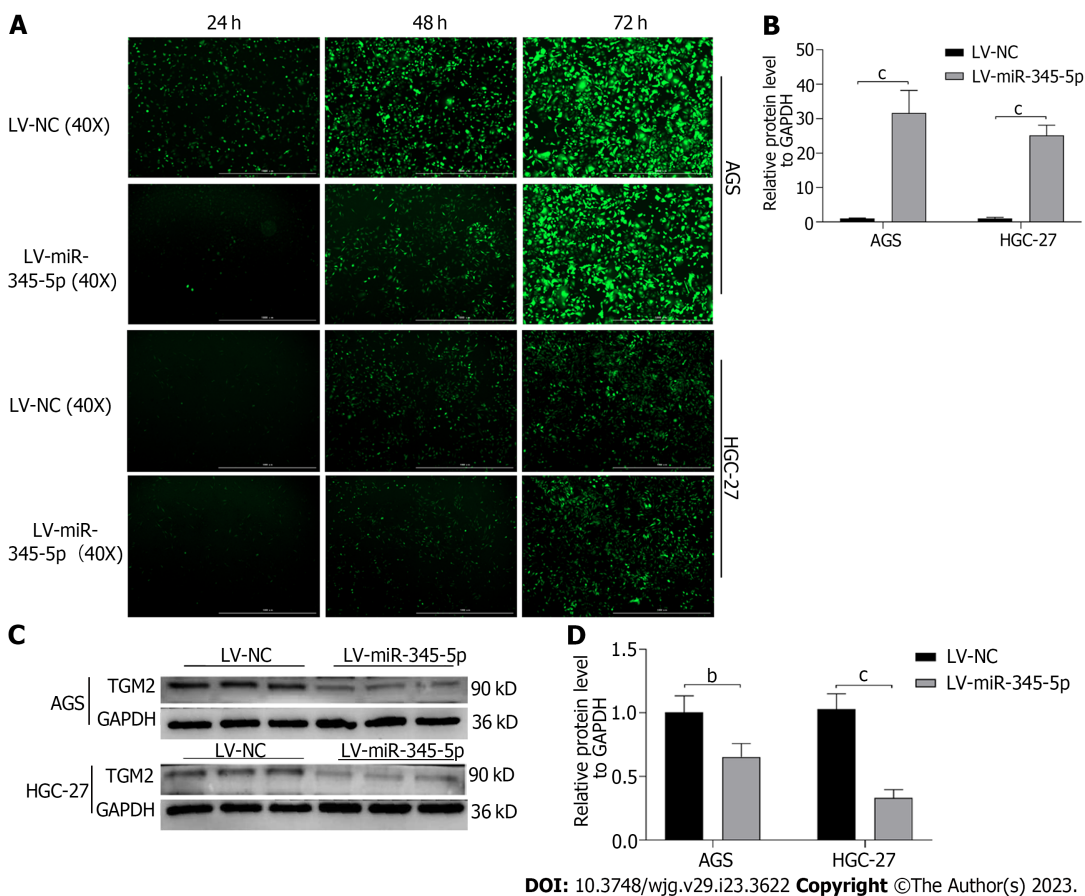 A
24 h 48 h 72 h
LV-NC (40X)
LV-miR-
345-5p (40X)
AGS
LV-NC (40X)
LV-miR-
345-5p (40X)
HGC-27
B
Relative protein level
to GAPDH
50
40
30
20
10
0
c
c
AGS HGC-27
LV-NC
LV-miR-345-5p
C
LV-NC LV-miR-345-5p
AGS
TGM2 90 kD
GAPDH 36 kD
LV-NC LV-miR-345-5p
HGC-27
TGM2 90 kD
GAPDH 36 kD
D
Relative protein level
to GAPDH
1.5
1.0
0.5
0.0
b
c
AGS HGC-27
LV-NC
LV-miR-345-5p
DOI: 10.3748/wjg.v29.i23.3622 Copyright ©The Author(s) 2023.